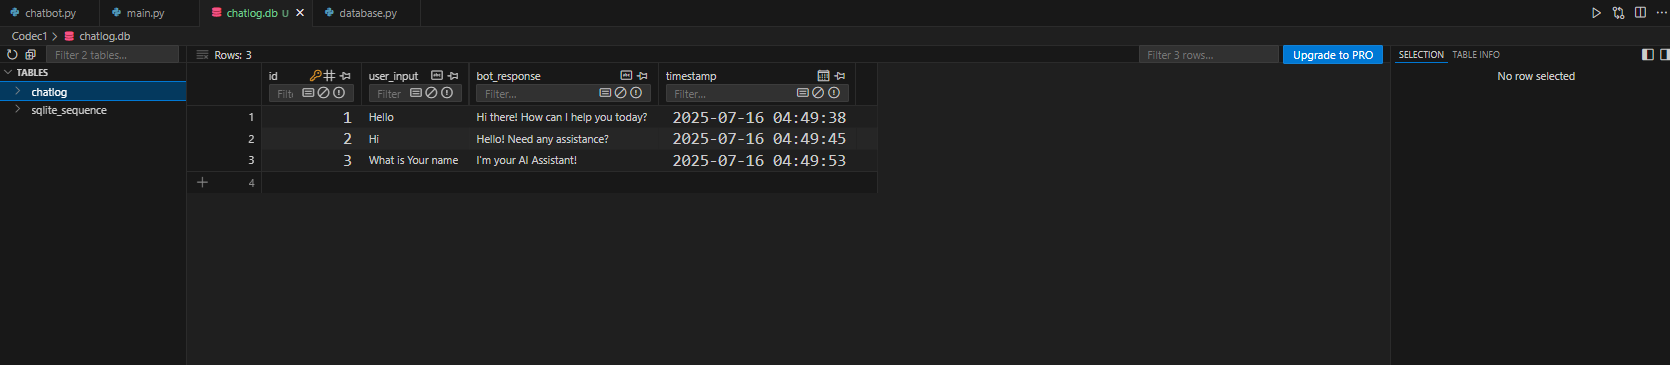 chatbot.py main.py chatlog.db U database.py
Codec1 > chatlog.db
Filter 2 tables... Rows: 3 Filter 3 rows... Upgrade to PRO SELECTION TABLE INFO
TABLES id user_input bot_response timestamp No row selected
chatlog Filt Filter Filter... Filter...
sqlite_sequence
1 1 Hello Hi there! How can I help you today? 2025-07-16 04:49:38
2 2 Hi Hello! Need any assistance? 2025-07-16 04:49:45
3 3 What is Your name I'm your AI Assistant! 2025-07-16 04:49:53
4